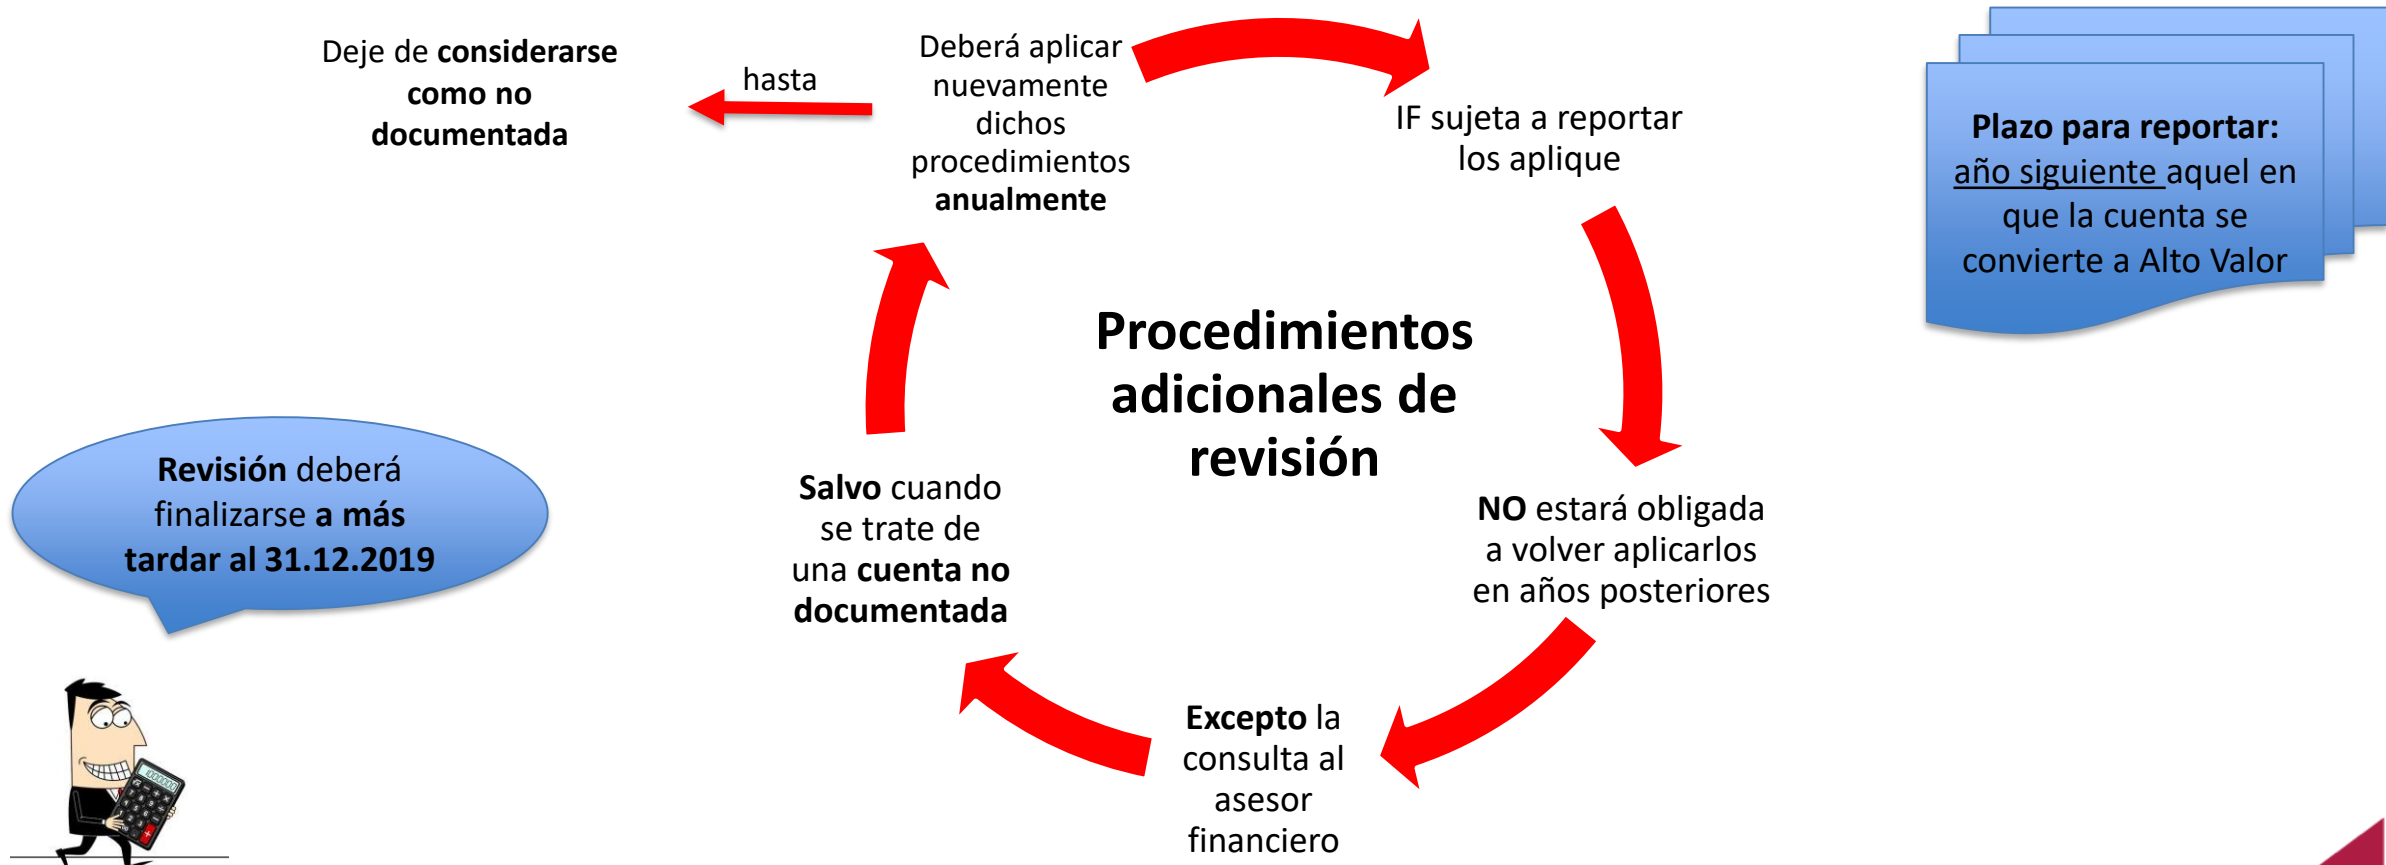 Deje de considerarse
como no
documentada
hasta
Deberá aplicar
nuevamente
dichos
procedimientos
anualmente
IF sujeta a reportar
los aplique
Plazo para reportar:
año siguiente aquel en
que la cuenta se
convierte a Alto Valor
Procedimientos
adicionales de
revisión
Revisión deberá
finalizarse a más
tardar al 31.12.2019
Salvo cuando
se trate de
una cuenta no
documentada
NO estará obligada
a volver aplicarlos
en años posteriores
Excepto la
consulta al
asesor
financiero